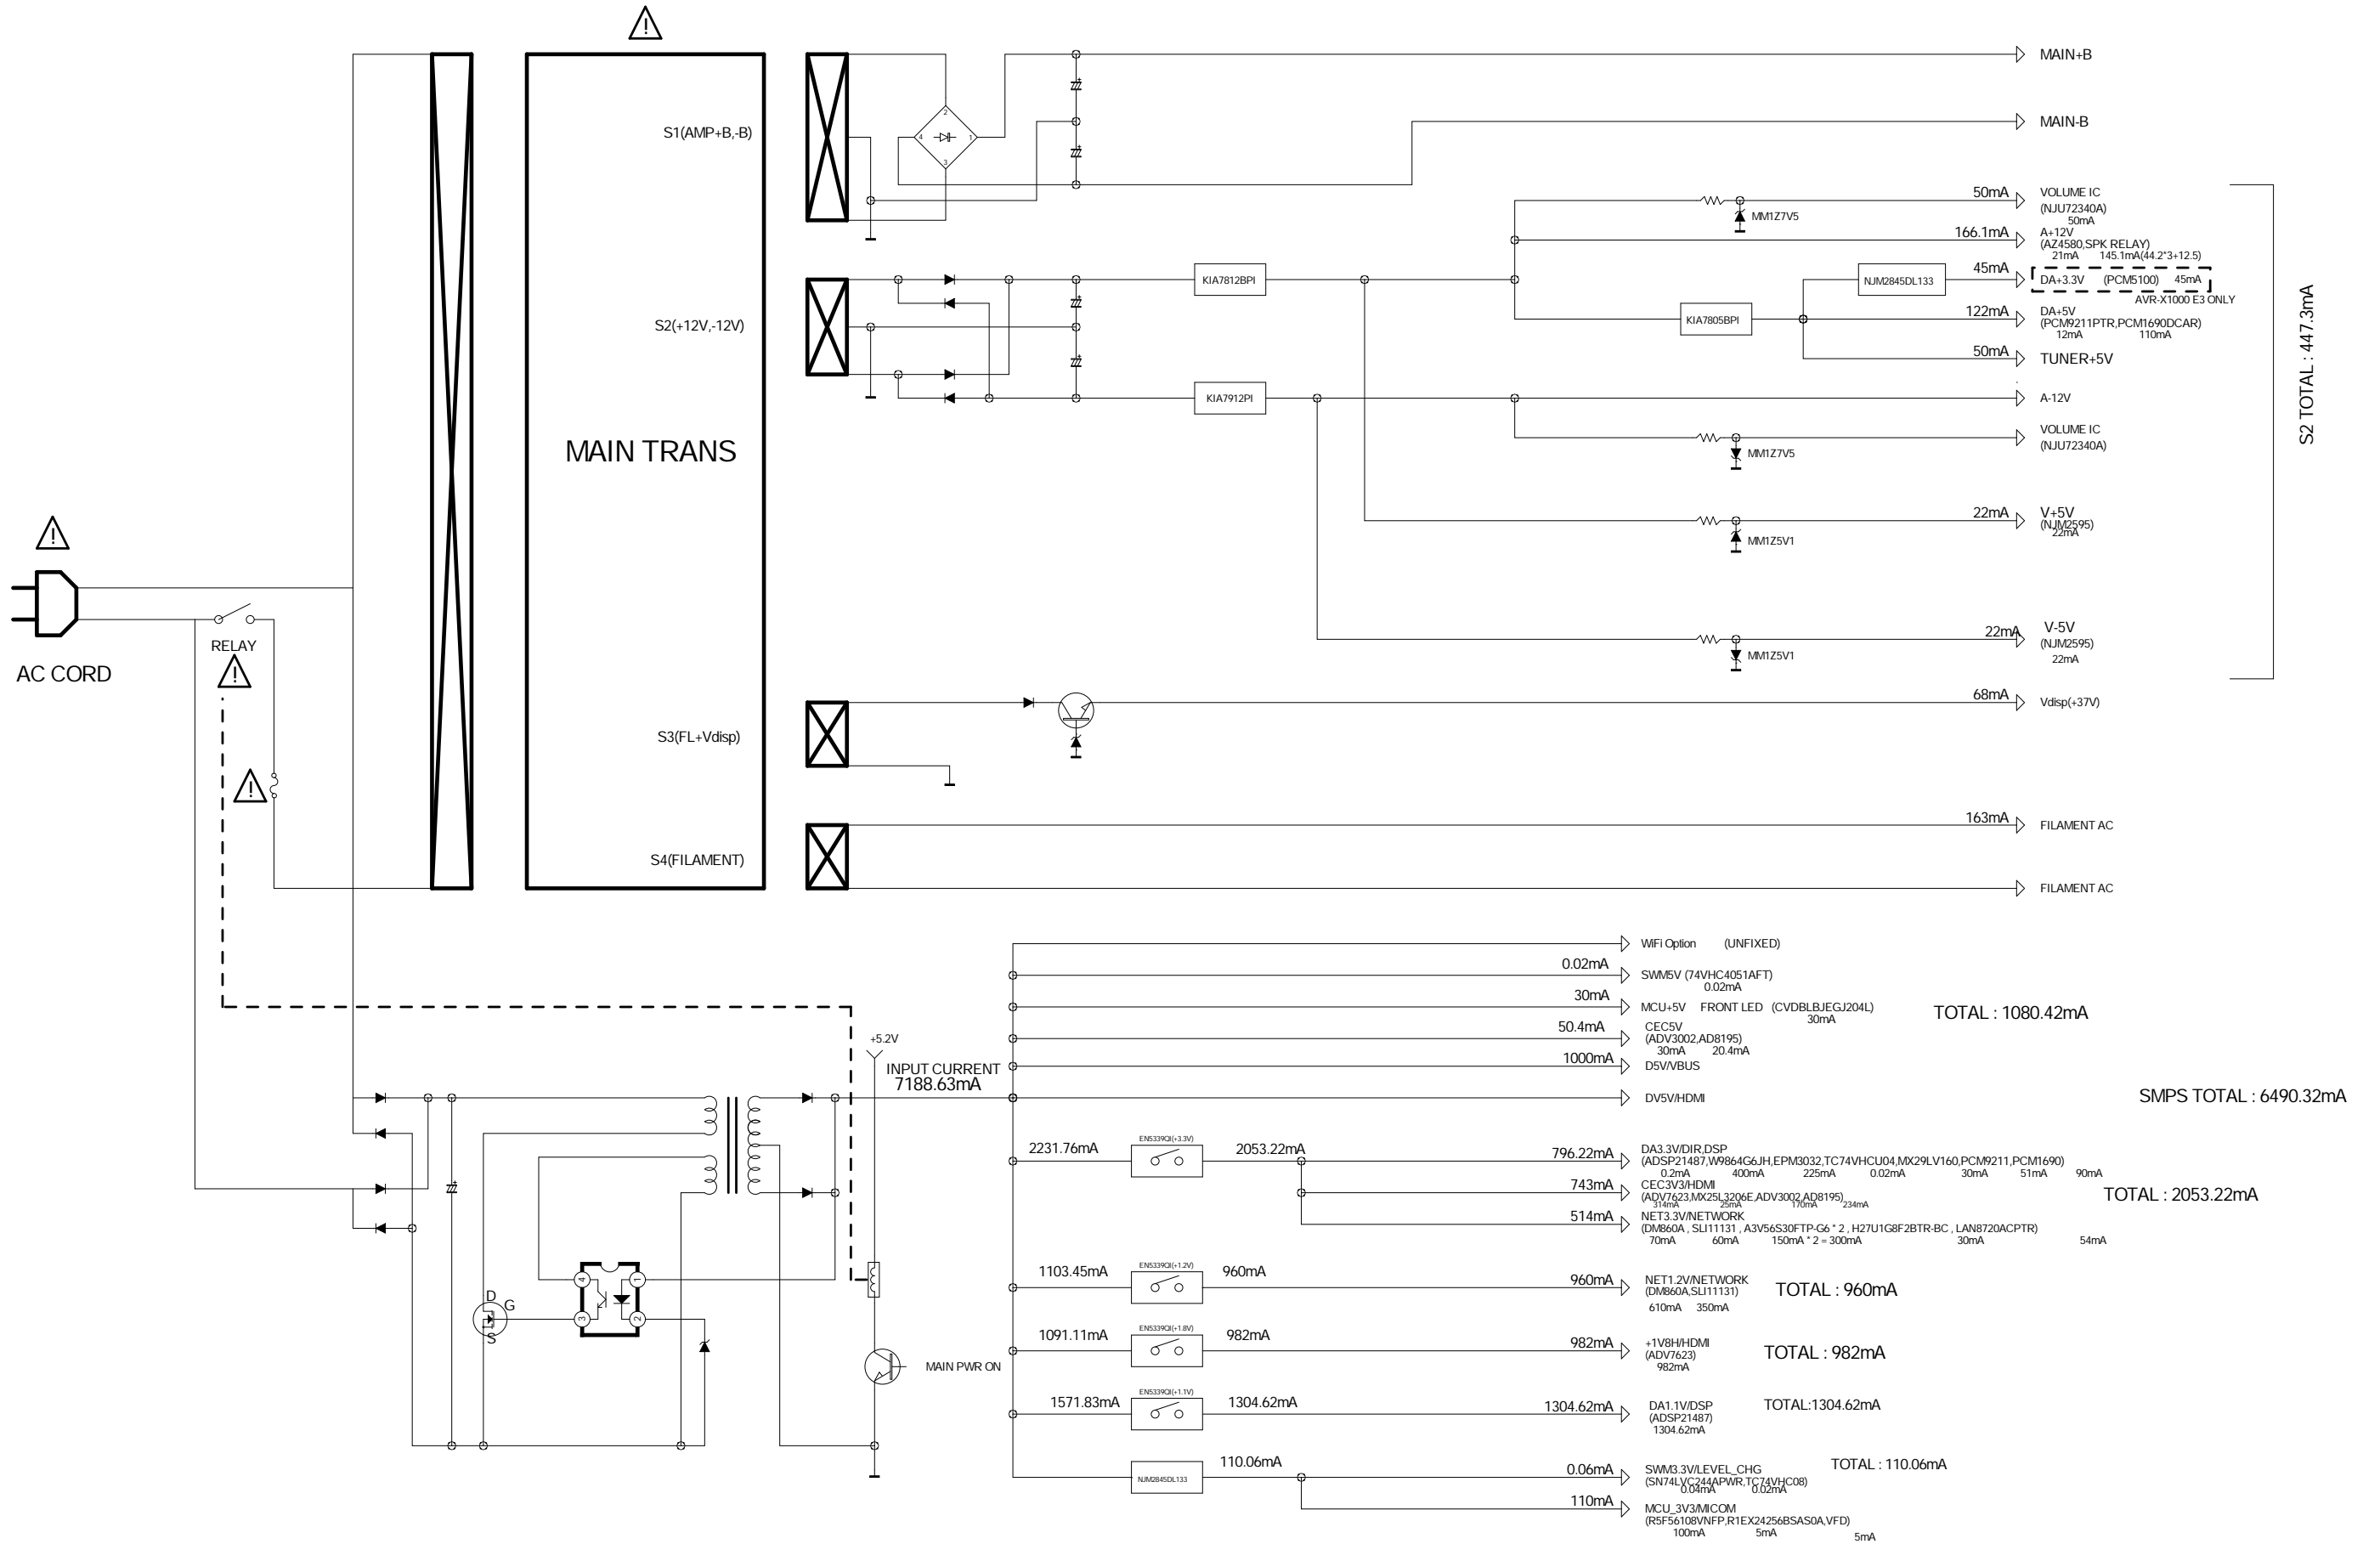 MAIN+B
S1(AMP+B,-B)
MAIN-B
2
4
1
3
50mA
VOLUME IC
(NJU72340A)
50mA
MM1Z7V5
166.1mA
A+12V
(AZ4580,SPK RELAY)
21mA 145.1mA(44.2*3+12.5)
KIA7812BPI
NJM2845DL133
45mA
DA+3.3V (PCM5100) 45mA
AVR-X1000 E3 ONLY
S2(+12V,-12V)
KIA7805BPI
122mA
DA+5V
(PCM9211PTR,PCM1690DCAR)
12mA 110mA
50mA
TUNER+5V
S2 TOTAL : 447.3mA
KIA7912PI
A-12V
MAIN TRANS
VOLUME IC
(NJU72340A)
MM1Z7V5
22mA
V+5V
(NJM2595)
22mA
MM1Z5V1
22mA
V-5V
(NJM2595)
22mA
MM1Z5V1
RELAY
AC CORD
68mA
Vdisp(+37V)
S3(FL+Vdisp)
163mA
FILAMENT AC
S4(FILAMENT)
FILAMENT AC
WiFi Option (UNFIXED)
0.02mA
SWM5V (74VHC4051AFT)
0.02mA
30mA
MCU+5V FRONT LED (CVDBLBJEGJ204L)
30mA
TOTAL : 1080.42mA
50.4mA
CEC5V
(ADV3002,AD8195)
30mA 20.4mA
+5.2V
INPUT CURRENT
7188.63mA
1000mA
D5V/VBUS
DV5V/HDMI
SMPS TOTAL : 6490.32mA
2231.76mA
EN5339QI(+3.3V)
2053.22mA
796.22mA
DA3.3V/DIR,DSP
(ADSP21487,W9864G6JH,EPM3032,TC74VHCU04,MX29LV160,PCM9211,PCM1690)
0.2mA 400mA 225mA 0.02mA 30mA 51mA 90mA
743mA
CEC3V3/HDMI
(ADV7623,MX25L3206E,ADV3002,AD8195)
314mA 25mA 170mA 234mA
TOTAL : 2053.22mA
514mA
NET3.3V/NETWORK
(DM860A , SLI11131 , A3V56S30FTP-G6 * 2 , H27U1G8F2BTR-BC , LAN8720ACPTR)
70mA 60mA 150mA * 2 = 300mA 30mA 54mA
1103.45mA
EN5339QI(+1.2V)
960mA
960mA
NET1.2V/NETWORK
(DM860A,SLI11131)
610mA 350mA
TOTAL : 960mA
4
1
3
2
D
G
S
1091.11mA
EN5339QI(+1.8V)
982mA
982mA
+1V8H/HDMI
(ADV7623)
982mA
TOTAL : 982mA
MAIN PWR ON
1571.83mA
EN5339QI(+1.1V)
1304.62mA
1304.62mA
DA1.1V/DSP
(ADSP21487)
1304.62mA
TOTAL:1304.62mA
NJM2845DL133
110.06mA
0.06mA
SWM3.3V/LEVEL_CHG
(SN74LVC244APWR,TC74VHC08)
0.04mA 0.02mA
TOTAL : 110.06mA
110mA
MCU_3V3/MICOM
(R5F56108VNFP,R1EX24256BSAS0A,VFD)
100mA 5mA 5mA